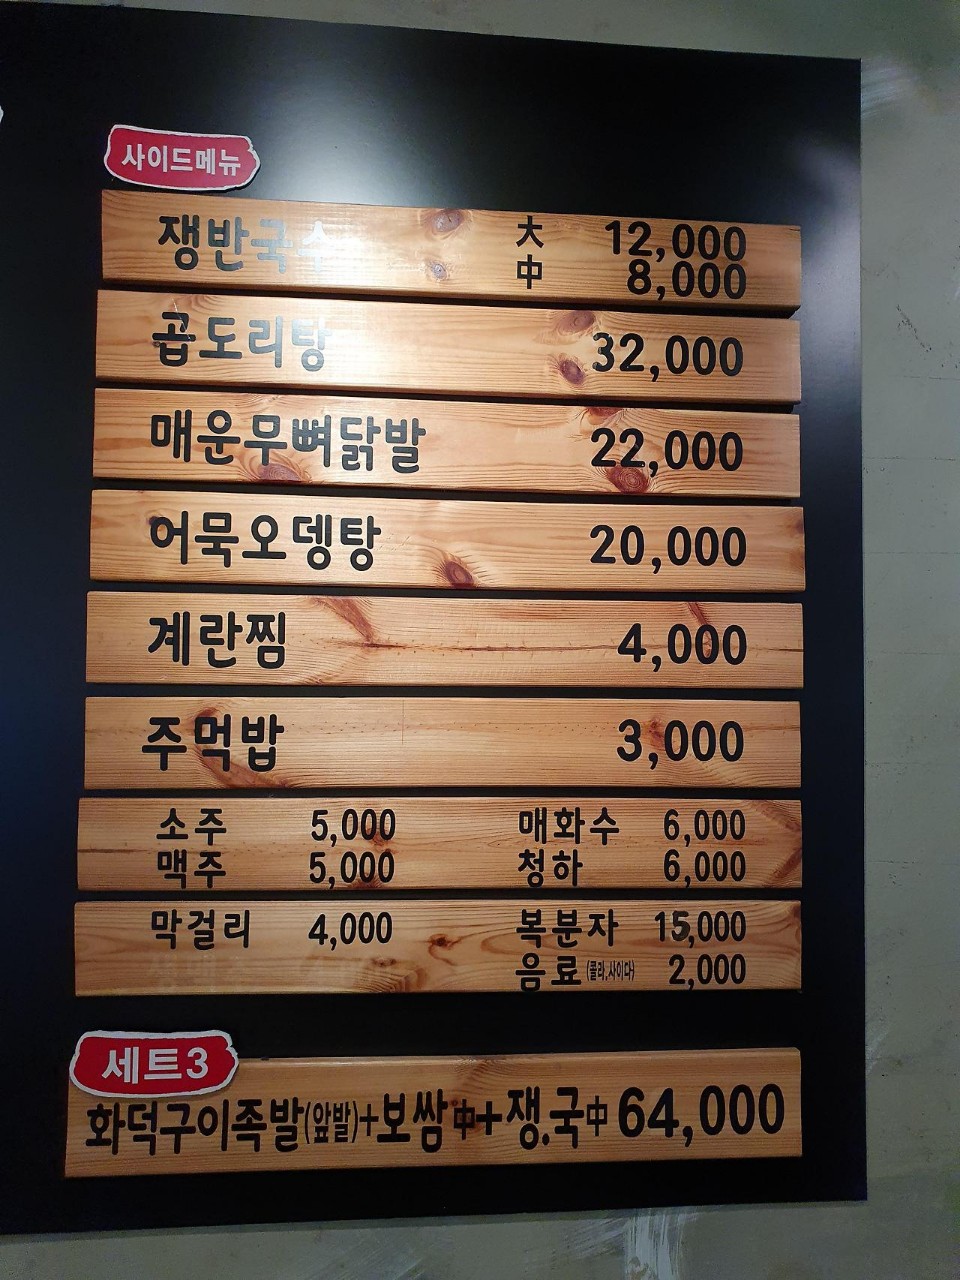 사이드메뉴
쟁반국수 大 12,000
中 8,000
곱도리탕 32,000
매운무뼈닭발 22,000
어묵오뎅탕 20,000
계란찜 4,000
주먹밥 3,000
소주 5,000 매화수 6,000
맥주 5,000 청하 6,000
막걸리 4,000 복분자 15,000
음료(콜라,사이다) 2,000
세트3
화덕구이족발(앞발)+보쌈中+쟁.국中 64,000